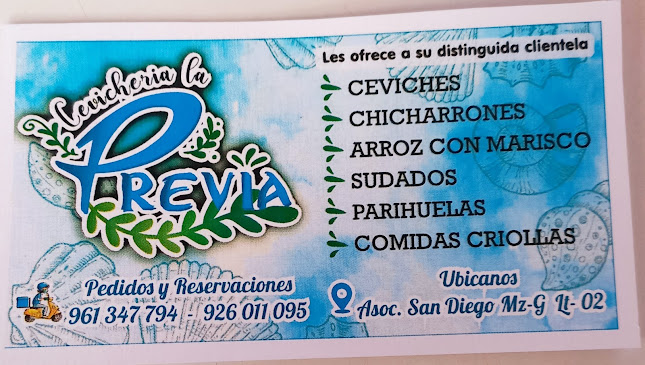 Cevicheria la
PREVIA
Les ofrece a su distinguida clientela
CEVICHES
CHICHARRONES
ARROZ CON MARISCO
SUDADOS
PARIHUELAS
COMIDAS CRIOLLAS
Pedidos y Reservaciones
961 347 794 - 926 011 095
Ubicanos
Asoc. San Diego Mz-G Lt- 02